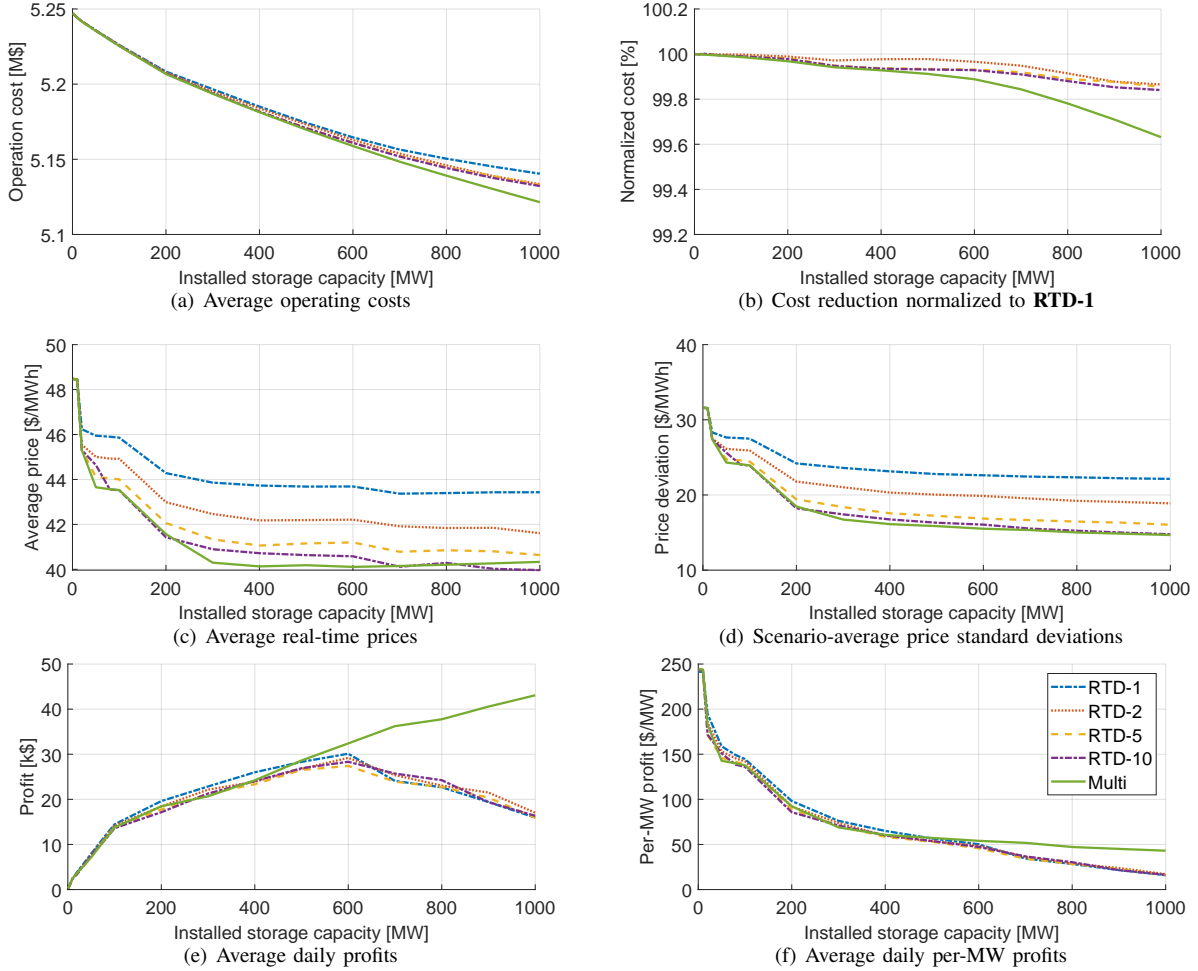 5.25
5.2
5.15
5.1
Operation cost [M$]
0 200 400 600 800 1000
Installed storage capacity [MW]
(a) Average operating costs
100.2
100
99.8
99.6
99.4
99.2
Normalized cost [%]
0 200 400 600 800 1000
Installed storage capacity [MW]
(b) Cost reduction normalized to RTD-1
50
48
46
44
42
40
Average price [$/MWh]
0 200 400 600 800 1000
Installed storage capacity [MW]
(c) Average real-time prices
40
30
20
10
Price deviation [$/MWh]
0 200 400 600 800 1000
Installed storage capacity [MW]
(d) Scenario-average price standard deviations
50
40
30
20
10
0
Profit [k$]
0 200 400 600 800 1000
Installed storage capacity [MW]
(e) Average daily profits
250
200
150
100
50
0
Per-MW profit [$/MW]
RTD-1
RTD-2
RTD-5
RTD-10
Multi
0 200 400 600 800 1000
Installed storage capacity [MW]
(f) Average daily per-MW profits